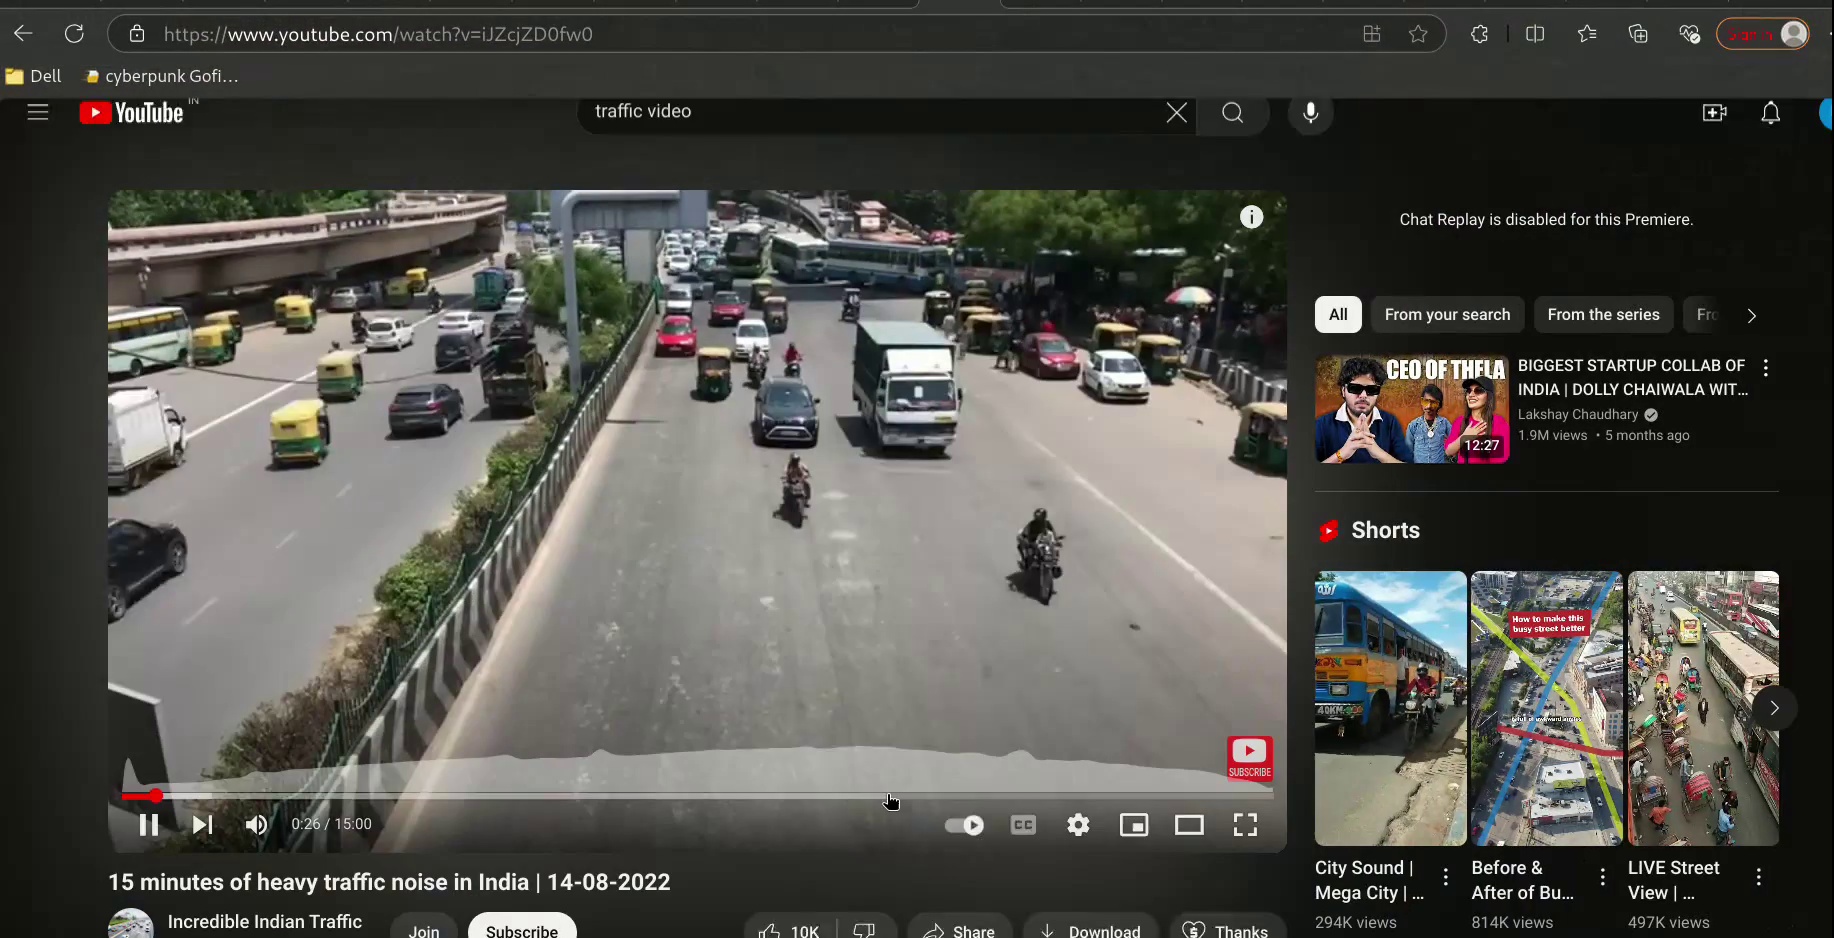 https://www.youtube.com/watch?v=iJZcjZD0fw0
Sign in
Dell
cyberpunk Gofi...
YouTube IN
traffic video
Chat Replay is disabled for this Premiere.
All
From your search
From the series
Fro
CEO OF THELA
12:27
BIGGEST STARTUP COLLAB OF
INDIA | DOLLY CHAIWALA WIT...
Lakshay Chaudhary
1.9M views • 5 months ago
Shorts
How to make this
busy street better
SUBSCRIBE
0:26 / 15:00
CC
15 minutes of heavy traffic noise in India | 14-08-2022
Incredible Indian Traffic
Join
Subscribe
10K
Share
Download
Thanks
City Sound |
Mega City | ...
294K views
Before &
After of Bu...
814K views
LIVE Street
View | ...
497K views